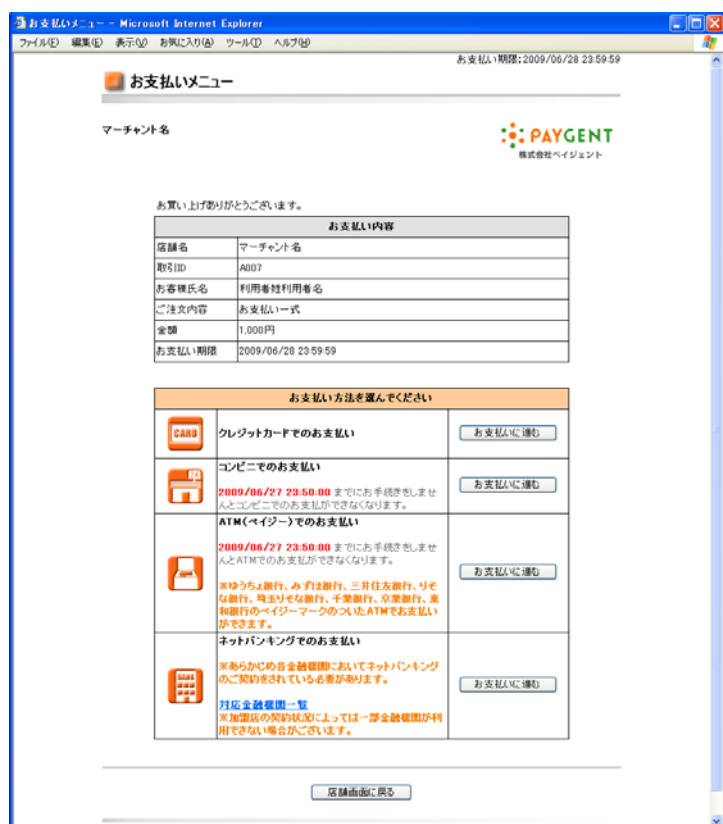 お支払いメニュー - Microsoft Internet Explorer
ファイル(F) 編集(E) 表示(V) お気に入り(A) ツール(T) ヘルプ(H)
お支払い期限:2009/06/28 23:59:59
お支払いメニュー
マーチャント名
PAYGENT
株式会社ペイジェント
お買い上げありがとうございます。
お支払い内容
店舗名 マーチャント名
取引ID A007
お客様氏名 利用者姓利用者名
ご注文内容 お支払い一式
金額 1,000円
お支払い期限 2009/06/28 23:59:59
お支払い方法を選んでください
CARD クレジットカードでのお支払い お支払いに進む
コンビニでのお支払い
2009/06/27 23:50:00 までにお手続きをしませ
んとコンビニでのお支払ができなくなります。
お支払いに進む
ATM(ペイジー)でのお支払い
2009/06/27 23:50:00 までにお手続きをしませ
んとATMでのお支払ができなくなります。
お支払いに進む
※ゆうちょ銀行、みずほ銀行、三井住友銀行、りそ
な銀行、埼玉りそな銀行、千葉銀行、京葉銀行、東
和銀行のペイジーマークのついたATMでお支払い
ができます。
ネットバンキングでのお支払い
※あらかじめ各金融機関においてネットバンキング
のご契約をされている必要があります。
お支払いに進む
対応金融機関一覧
※加盟店の契約状況によっては一部金融機関が利
用できない場合がございます。
店舗画面に戻る